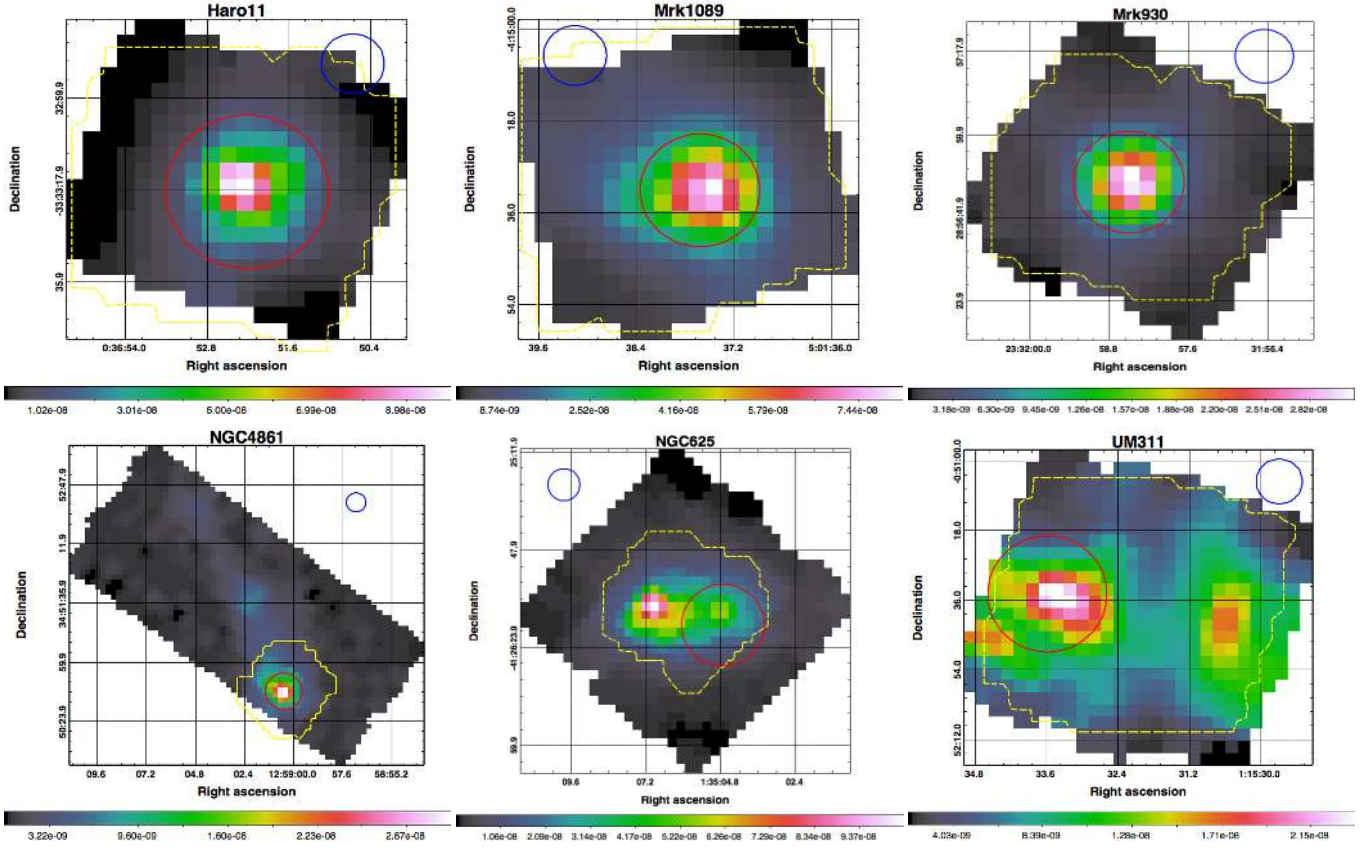 Haro11
Declination
32:59.9
-33:33:17.9
35.9
0:36:54.0 52.8 51.6 50.4
Right ascension
1.02e-08 3.01e-08 5.00e-08 6.99e-08 8.98e-08
Mrk1089
Declination
-4:15:00.0
18.0
36.0
54.0
39.6 38.4 37.2 5:01:36.0
Right ascension
8.74e-09 2.52e-08 4.16e-08 5.79e-08 7.44e-08
Mrk930
Declination
57:17.9
59.9
28:56:41.9
23.9
23:32:00.0 58.8 57.6 31:56.4
Right ascension
3.18e-09 6.30e-09 9.45e-09 1.26e-08 1.57e-08 1.88e-08 2.20e-08 2.51e-08 2.82e-08
NGC4861
Declination
52:47.9
11.9
34:51:35.9
59.9
50:23.9
09.6 07.2 04.8 02.4 12:59:00.0 57.6 58:55.2
Right ascension
3.22e-09 9.60e-09 1.60e-08 2.23e-08 2.87e-08
NGC625
Declination
25:11.9
47.9
-41:26:23.9
59.9
09.6 07.2 1:35:04.8 02.4
Right ascension
1.06e-08 2.09e-08 3.14e-08 4.17e-08 5.22e-08 6.26e-08 7.29e-08 8.34e-08 9.37e-08
UM311
Declination
-0:51:00.0
18.0
36.0
54.0
52:12.0
34.8 33.6 32.4 31.2 1:15:30.0
Right ascension
4.03e-09 8.39e-09 1.28e-08 1.71e-08 2.15e-08